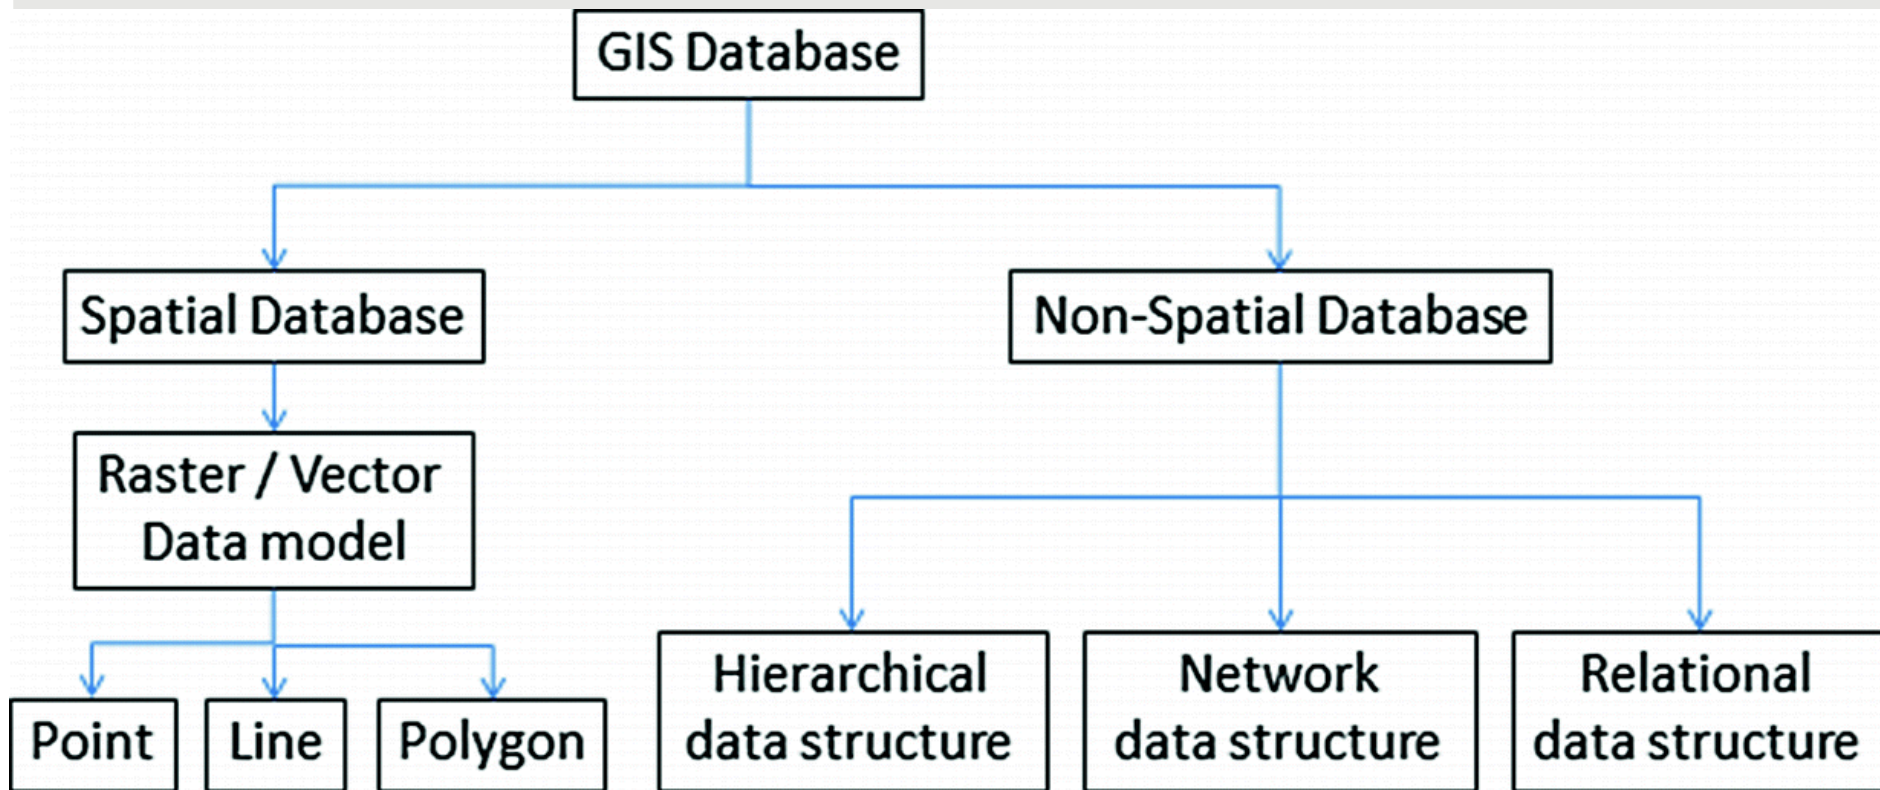 GIS Database
Spatial Database
Non-Spatial Database
Raster / Vector
Data model
Point
Line
Polygon
Hierarchical
data structure
Network
data structure
Relational
data structure